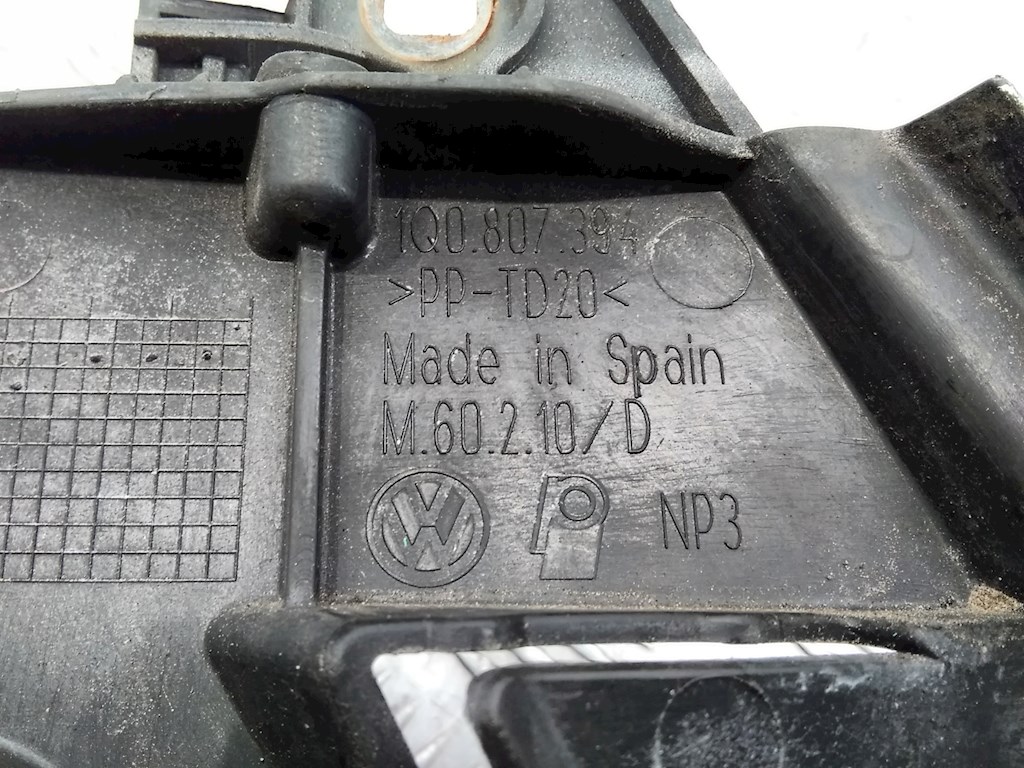 1Q0.807.394
>PP-TD20<
Made in Spain
M.60.2.10/D
NP3